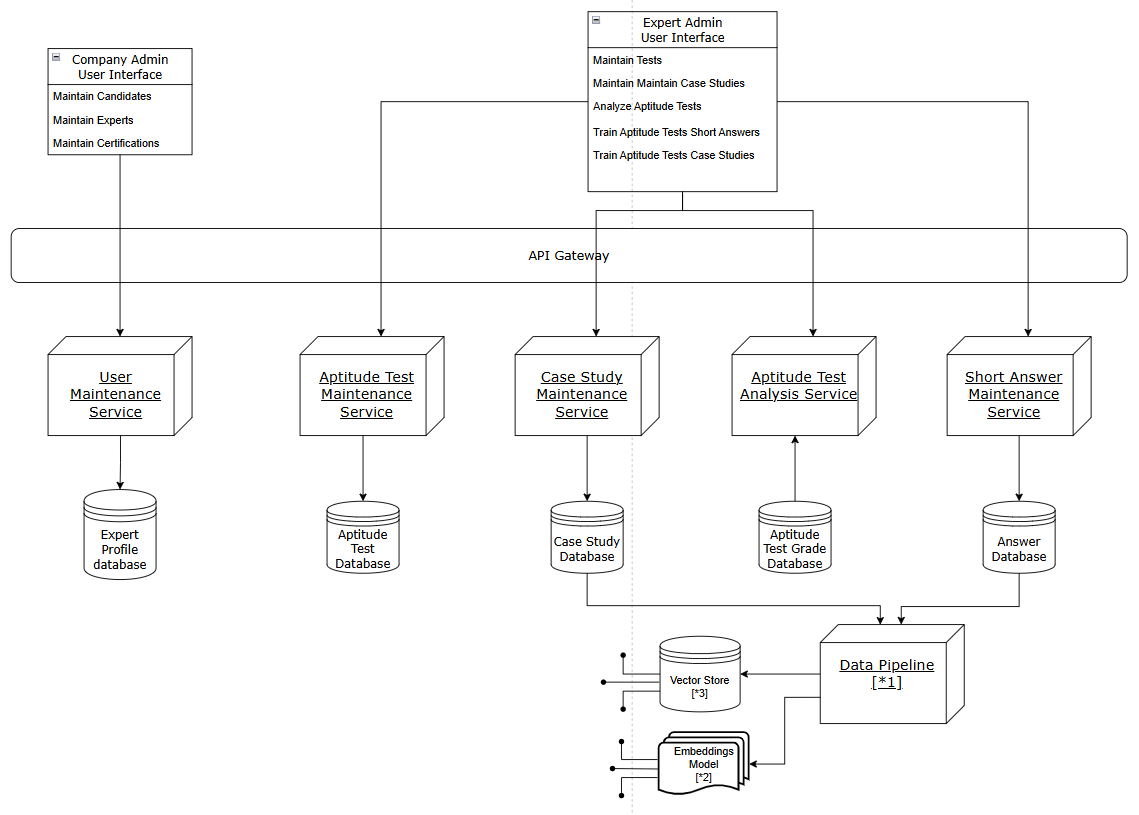 Expert Admin
User Interface
Maintain Tests
Maintain Maintain Case Studies
Analyze Aptitude Tests
Train Aptitude Tests Short Answers
Train Aptitude Tests Case Studies
Company Admin
User Interface
Maintain Candidates
Maintain Experts
Maintain Certifications
API Gateway
User
Maintenance
Service
Aptitude Test
Maintenance
Service
Case Study
Maintenance
Service
Aptitude Test
Analysis Service
Short Answer
Maintenance
Service
Expert
Profile
database
Aptitude
Test
Database
Case Study
Database
Aptitude
Test Grade
Database
Answer
Database
Data Pipeline
[*1]
Vector Store
[*3]
Embeddings
Model
[*2]